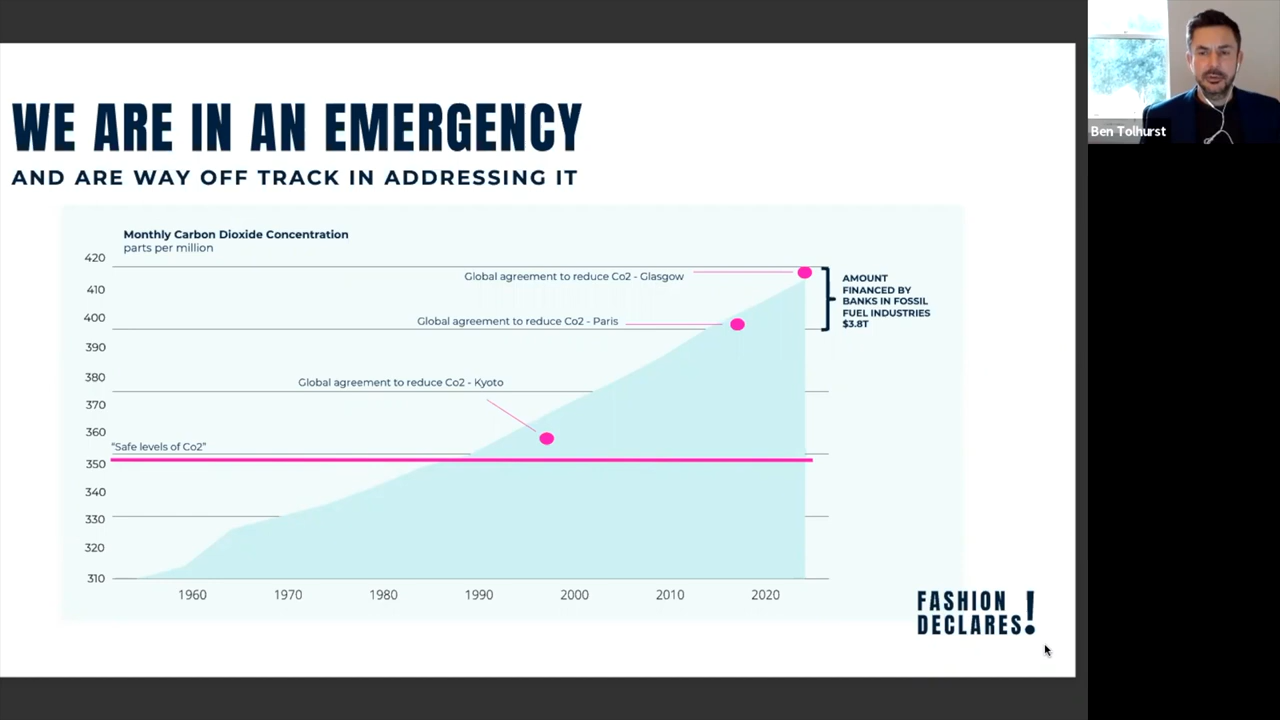 WE ARE IN AN EMERGENCY
AND ARE WAY OFF TRACK IN ADDRESSING IT
Monthly Carbon Dioxide Concentration
parts per million
420
410
400
390
380
370
360
350
340
330
320
310
Global agreement to reduce Co2 - Glasgow
Global agreement to reduce Co2 - Paris
Global agreement to reduce Co2 - Kyoto
"Safe levels of Co2"
AMOUNT
FINANCED BY
BANKS IN FOSSIL
FUEL INDUSTRIES
$3.8T
1960 1970 1980 1990 2000 2010 2020
FASHION
DECLARES!
Ben Tolhurst